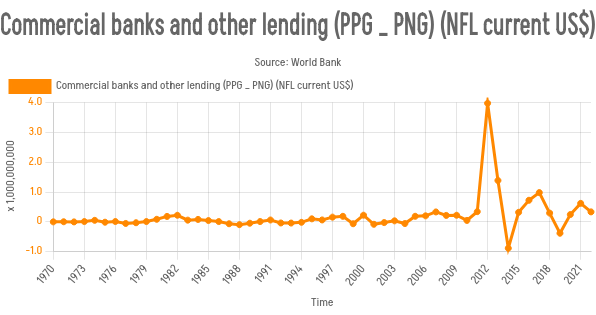 Commercial banks and other lending (PPG _ PNG) (NFL current US$)
Source: World Bank
Commercial banks and other lending (PPG _ PNG) (NFL current US$)
4.0
3.0
2.0
1.0
0
-1.0
x 1,000,000,000
1970 1973 1976 1979 1982 1985 1988 1991 1994 1997 2000 2003 2006 2009 2012 2015 2018 2021
Time